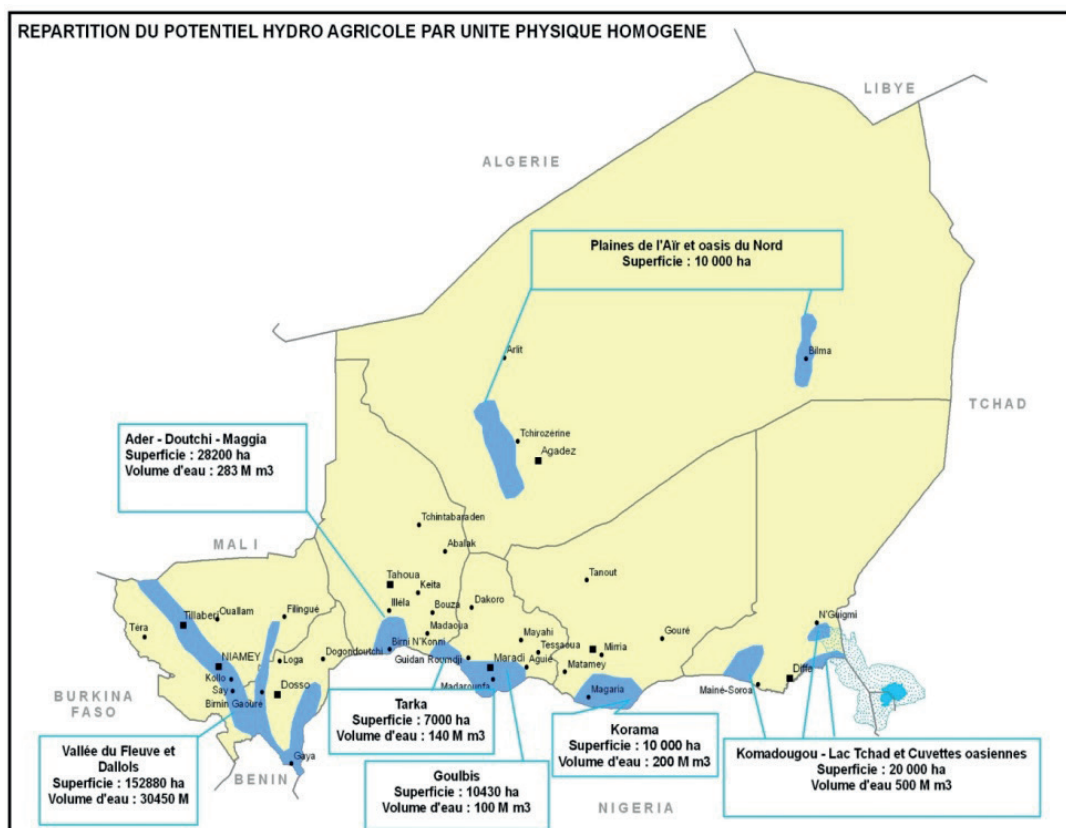 REPARTITION DU POTENTIEL HYDRO AGRICOLE PAR UNITE PHYSIQUE HOMOGENE
LIBYE
ALGERIE
Plaines de l'Aïr et oasis du Nord
Superficie : 10 000 ha
Arlit
Bilma
TCHAD
Ader - Doutchi - Maggia
Superficie : 28200 ha
Volume d'eau : 283 M m3
Tchirozérine
Agadez
Tchintabaraden
MALI
Abalak
Tahoua
Keita
Tanout
Tillaberi
Ouallam
Filingué
Illéla
Bouza
Dakoro
N'Guigmi
Téra
Madaoua
Mayahi
Gouré
Birni N'Konni
Tessaoua
Mirria
NIAMEY
Loga
Dogondoutchi
Guidan Roumdji
Maradi
Aguié
Matamey
Diffa
Kollo
Say
Dosso
Madarounfa
Magaria
Mainé-Soroa
Birnin Gaouré
BURKINA
FASO
Tarka
Superficie : 7000 ha
Volume d'eau : 140 M m3
Korama
Superficie : 10 000 ha
Volume d'eau : 200 M m3
Komadougou - Lac Tchad et Cuvettes oasiennes
Superficie : 20 000 ha
Volume d'eau 500 M m3
Vallée du Fleuve et
Dallols
Superficie : 152880 ha
Volume d'eau : 30450 M
Gaya
BENIN
Goulbis
Superficie : 10430 ha
Volume d'eau : 100 M m3
NIGERIA